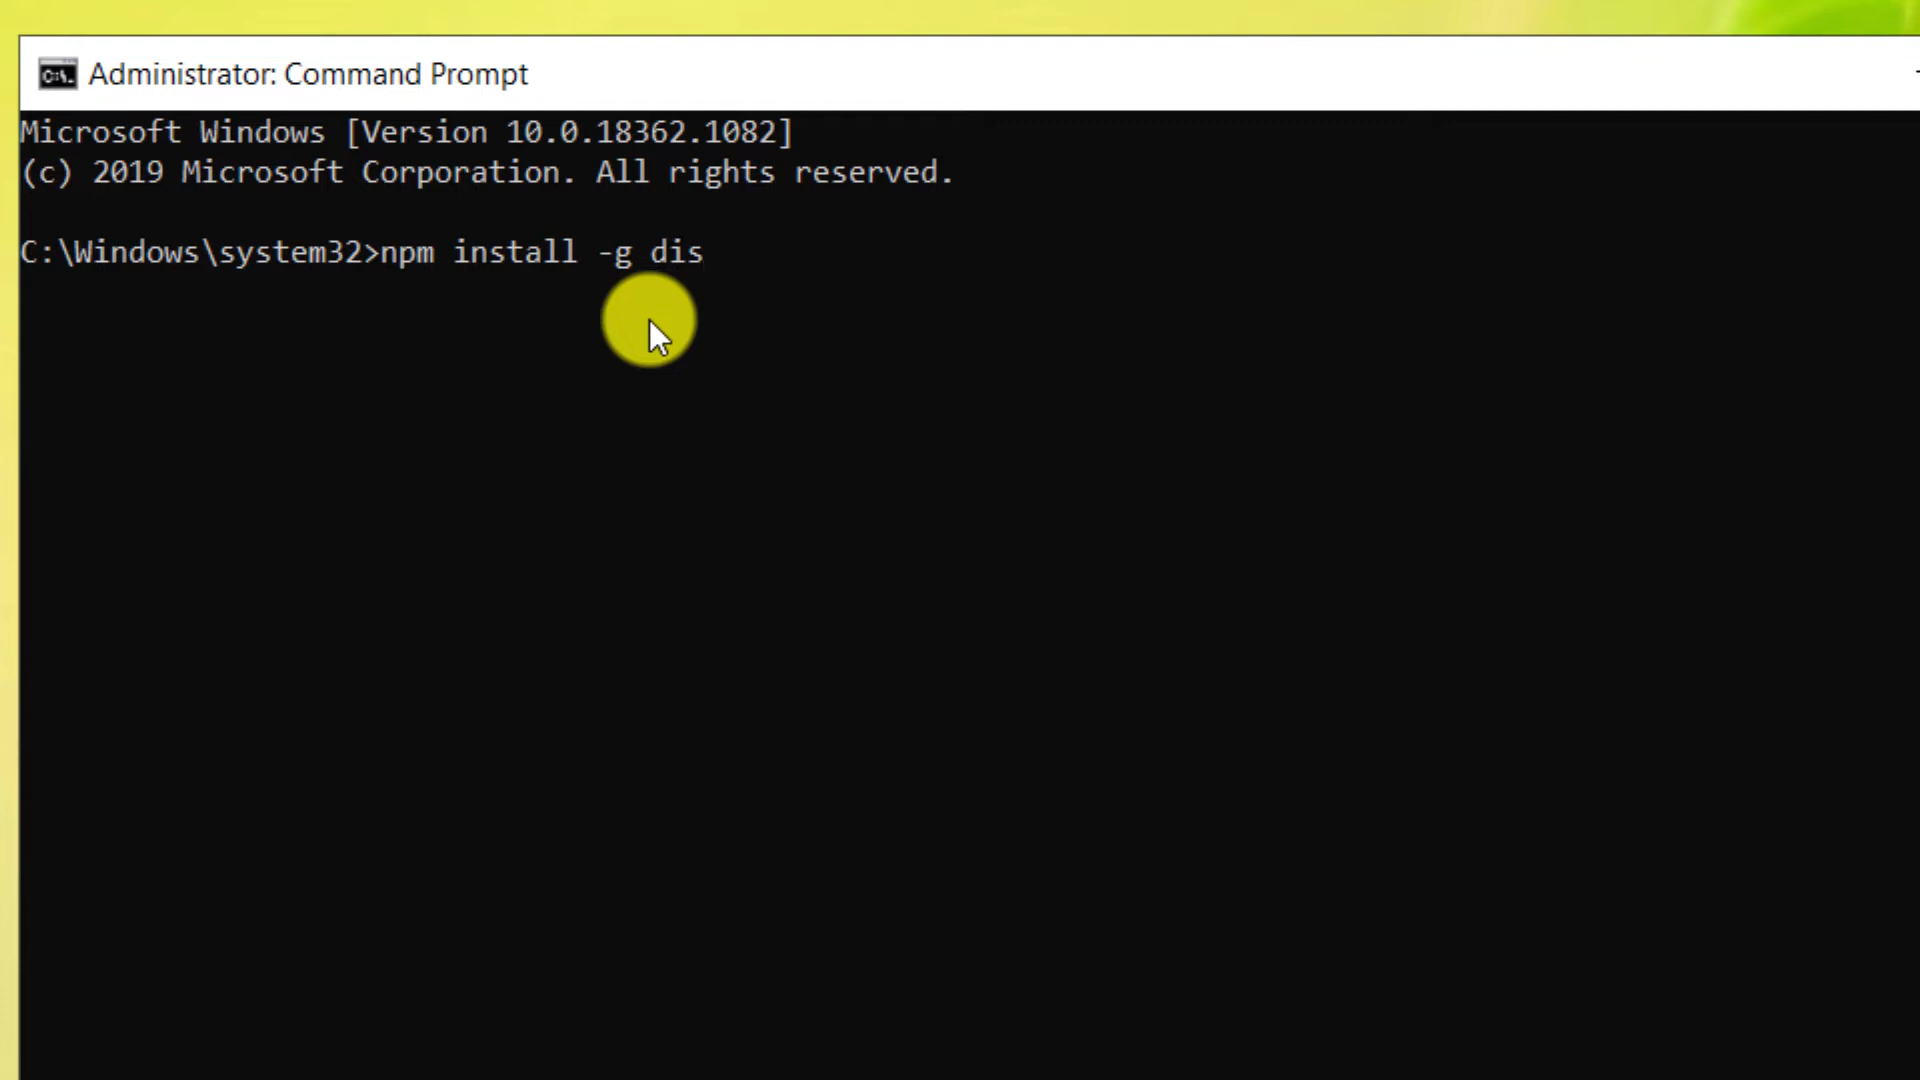 Administrator: Command Prompt
Microsoft Windows [Version 10.0.18362.1082]
(c) 2019 Microsoft Corporation. All rights reserved.
C:\Windows\system32>npm install -g dis